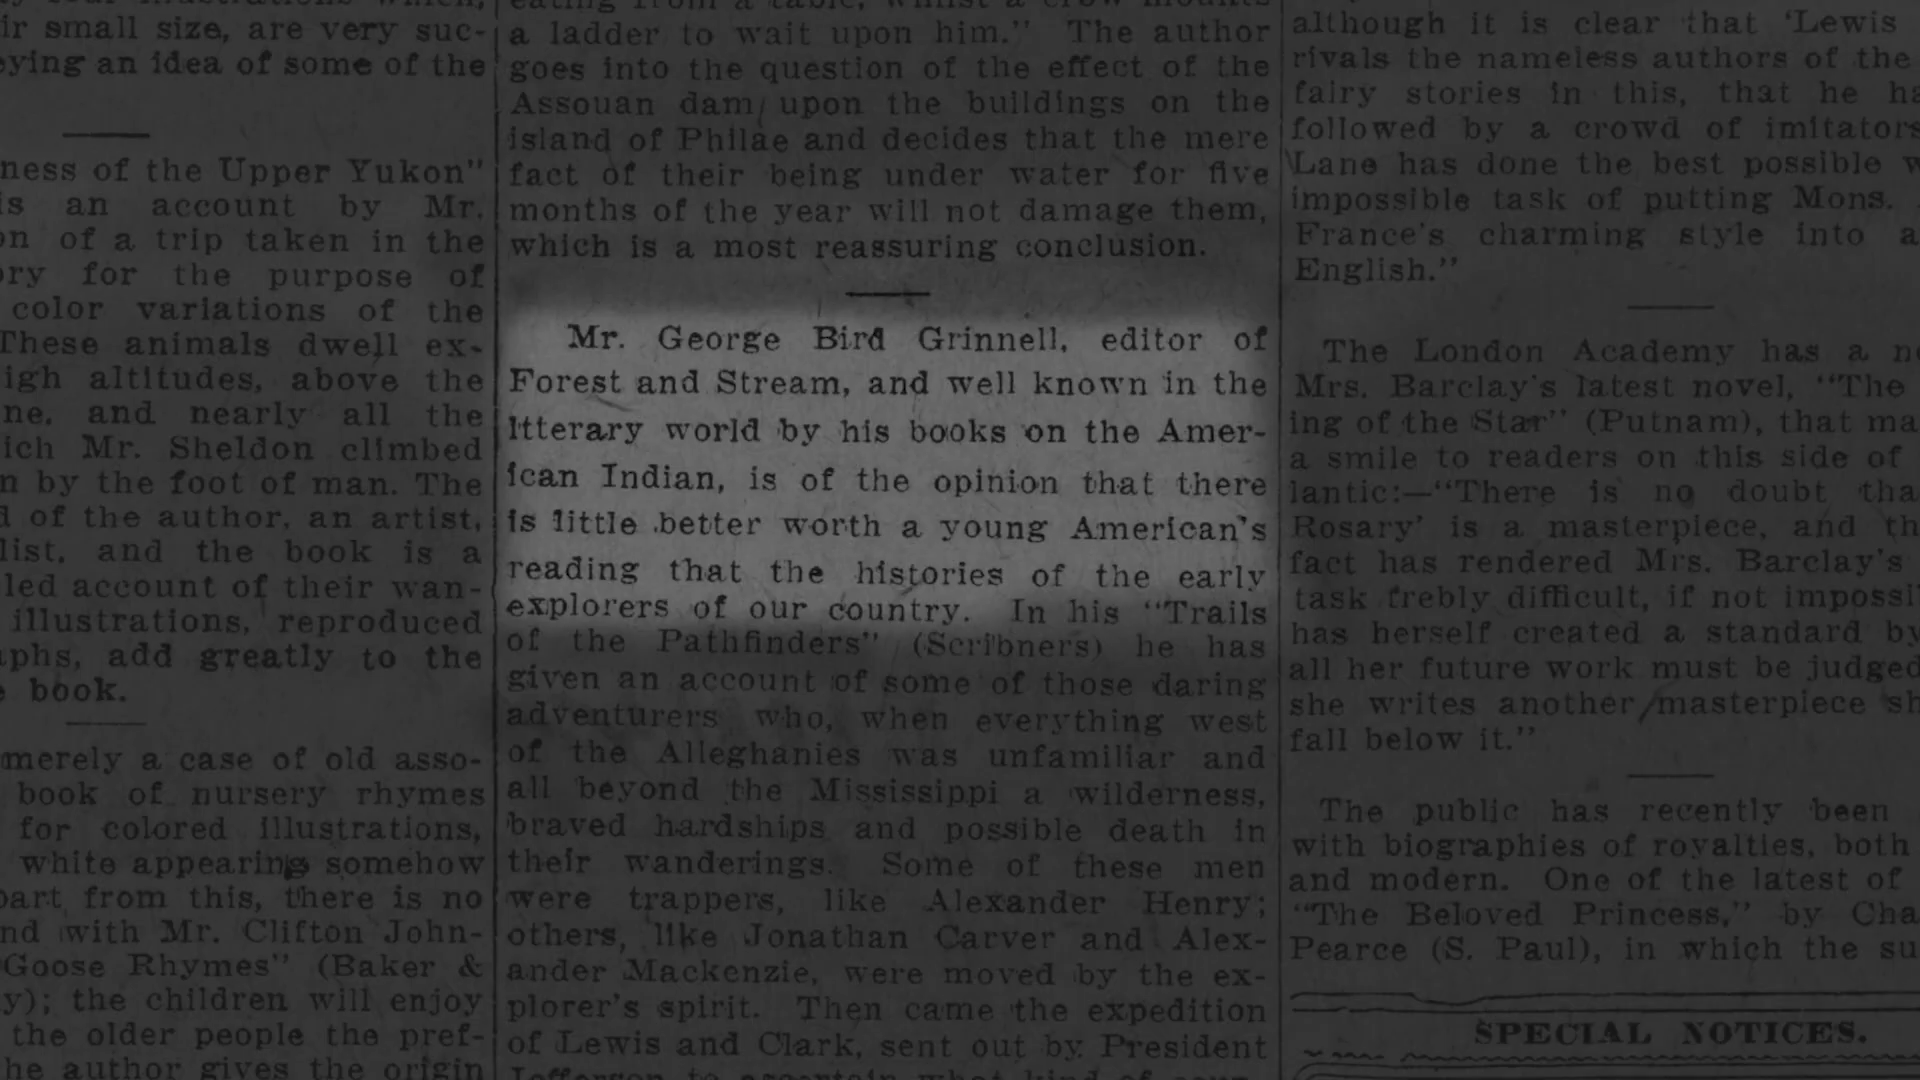 ir small size, are very suc-
ying an idea of some of the
ness of the Upper Yukon"
is an account by Mr.
on of a trip taken in the
ory for the purpose of
color variations of the
These animals dwell ex-
igh altitudes, above the
ne, and nearly all the
ich Mr. Sheldon climbed
n by the foot of man. The
d of the author, an artist,
list, and the book is a
led account of their wan-
illustrations, reproduced
aphs, add greatly to the
e book.
merely a case of old asso-
book of nursery rhymes
for colored illustrations,
white appearing somehow
part from this, there is no
nd with Mr. Clifton John-
Goose Rhymes" (Baker &
y); the children will enjoy
the older people the pref-
he author gives the origin
eating from a table, whilst a crow mounts
a ladder to wait upon him." The author
goes into the question of the effect of the
Assouan dam upon the buildings on the
island of Philae and decides that the mere
fact of their being under water for five
months of the year will not damage them,
which is a most reassuring conclusion.
Mr. George Bird Grinnell, editor of
Forest and Stream, and well known in the
ltterary world by his books on the Amer-
ican Indian, is of the opinion that there
is little better worth a young American's
reading that the histories of the early
explorers of our country. In his "Trails
of the Pathfinders" (Scribners) he has
given an account of some of those daring
adventurers who, when everything west
of the Alleghanies was unfamiliar and
all beyond the Mississippi a wilderness,
braved hardships and possible death in
their wanderings. Some of these men
were trappers, like Alexander Henry;
others, like Jonathan Carver and Alex-
ander Mackenzie, were moved by the ex-
plorer's spirit. Then came the expedition
of Lewis and Clark, sent out by President
although it is clear that 'Lewis
rivals the nameless authors of the
fairy stories in this, that he ha
followed by a crowd of imitators
Lane has done the best possible w
impossible task of putting Mons.
France's charming style into a
English."
The London Academy has a n
Mrs. Barclay's latest novel, "The
ing of the Star" (Putnam), that ma
a smile to readers on this side of
lantic:—"There is no doubt tha
Rosary' is a masterpiece, and th
fact has rendered Mrs. Barclay's
task trebly difficult, if not impossi
has herself created a standard by
all her future work must be judged
she writes another masterpiece sh
fall below it."
The public has recently been
with biographies of royalties, both
and modern. One of the latest of
"The Beloved Princess," by Cha
Pearce (S. Paul), in which the su
SPECIAL NOTICES.